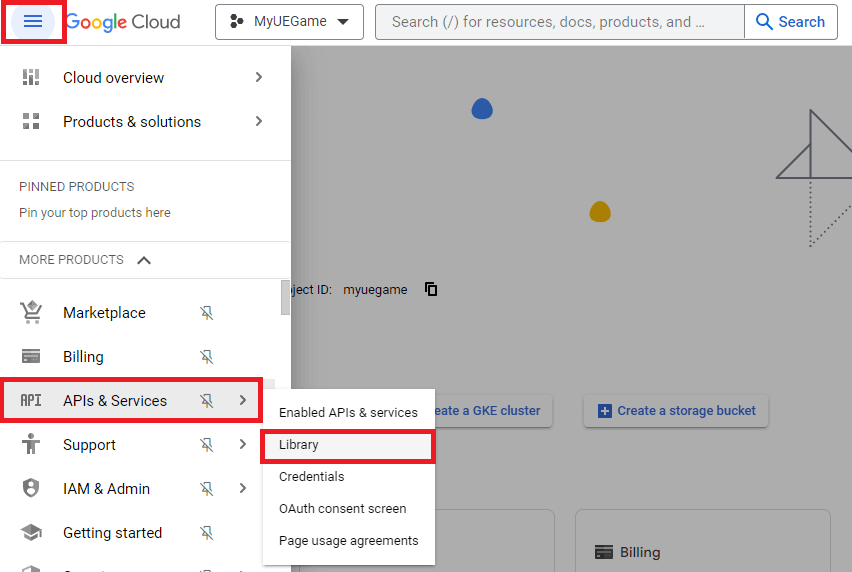 Google Cloud
MyUEGame
Search (/) for resources, docs, products, and ...
Search
Cloud overview
Products & solutions
PINNED PRODUCTS
Pin your top products here
MORE PRODUCTS
ject ID: myuegame
Marketplace
Billing
API APIs & Services
Enabled APIs & services
eate a GKE cluster
Create a storage bucket
Support
Library
Credentials
IAM & Admin
OAuth consent screen
Getting started
Page usage agreements
Billing